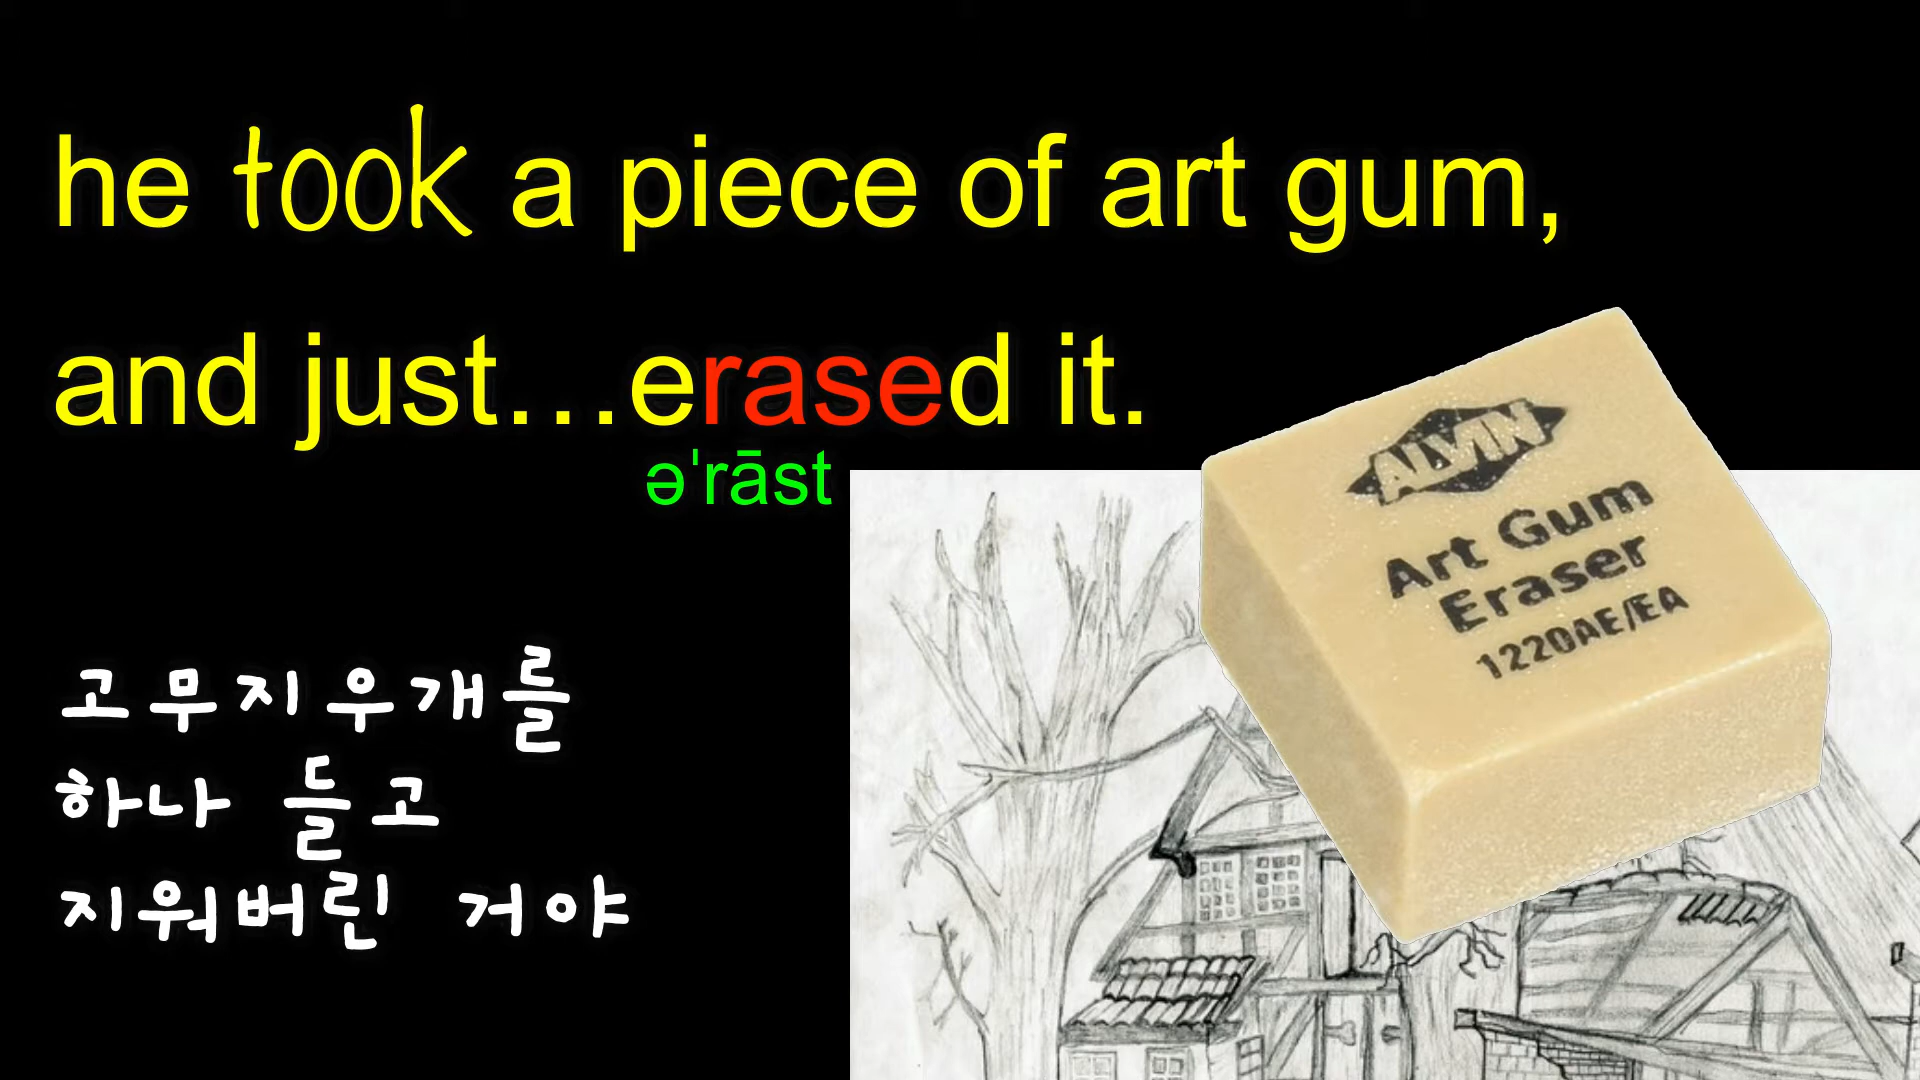 he took a piece of art gum,
and just...erased it.
əˈrāst
ALVIN
Art Gum
Eraser
1220AE/EA
고무지우개를
하나 들고
지워버린 거야